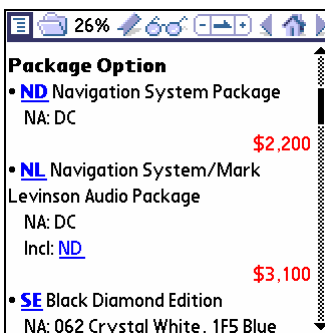 26%
Package Option
• ND Navigation System Package
NA: DC
$2,200
• NL Navigation System/Mark
Levinson Audio Package
NA: DC
Incl: ND
$3,100
• SE Black Diamond Edition
NA: 062 Crystal White, 1F5 Blue